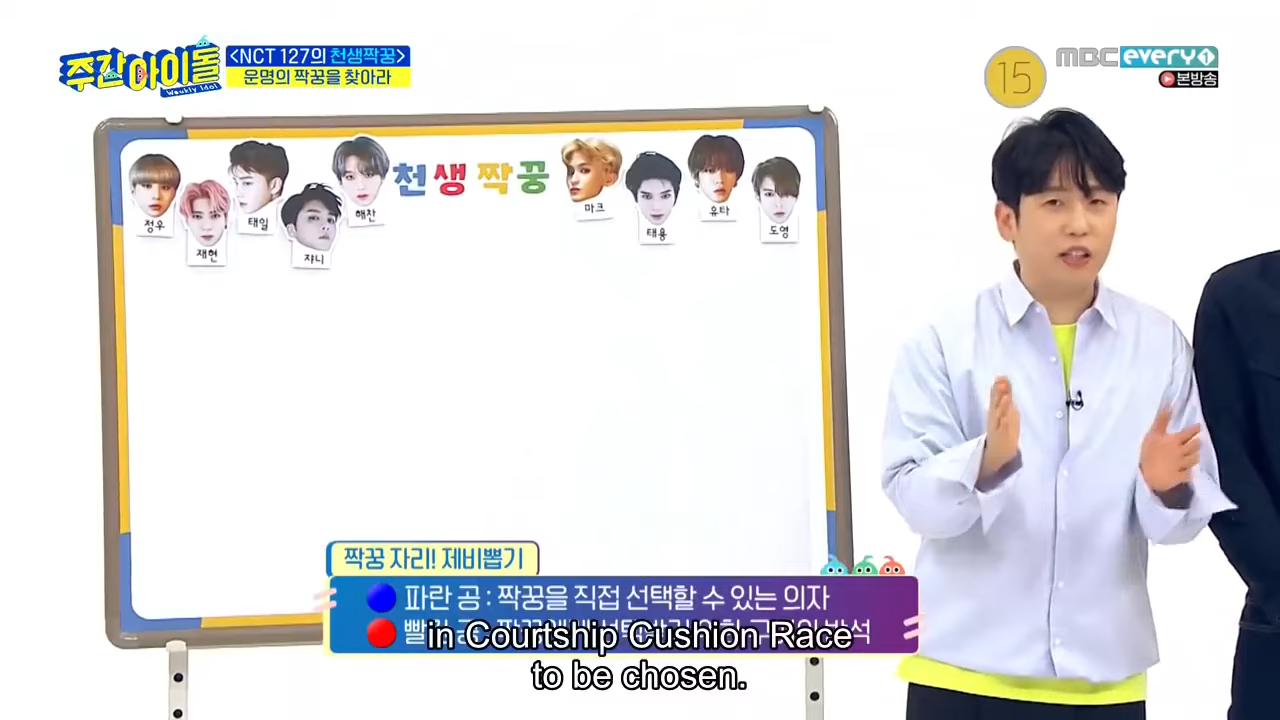 주간아이돌
Weekly Idol
<NCT 127의 천생짝꿍>
운명의 짝꿍을 찾아라
15
MBC every1
본방송
천생짝꿍
정우
재현
태일
쟈니
해찬
마크
태용
유타
도영
짝꿍 자리! 제비뽑기
파란 공 : 짝꿍을 직접 선택할 수 있는 의자
빨간 공
in Courtship Cushion Race
to be chosen.